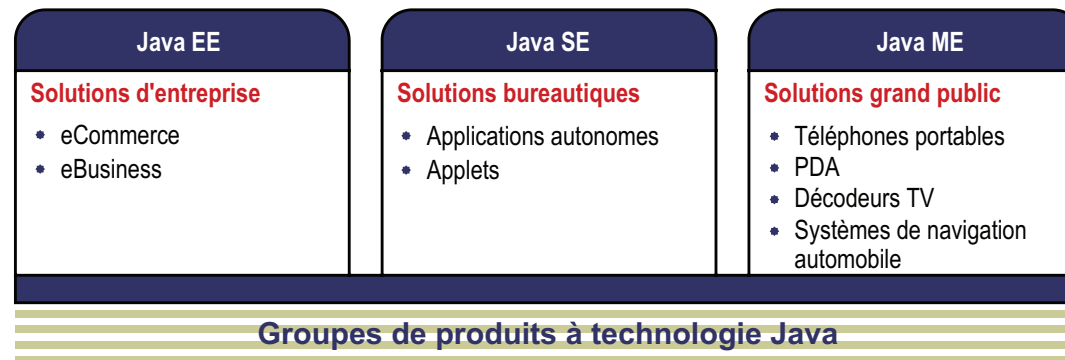 Java EE
Solutions d'entreprise
eCommerce
eBusiness
Java SE
Solutions bureautiques
Applications autonomes
Applets
Java ME
Solutions grand public
Téléphones portables
PDA
Décodeurs TV
Systèmes de navigation
automobile
Groupes de produits à technologie Java